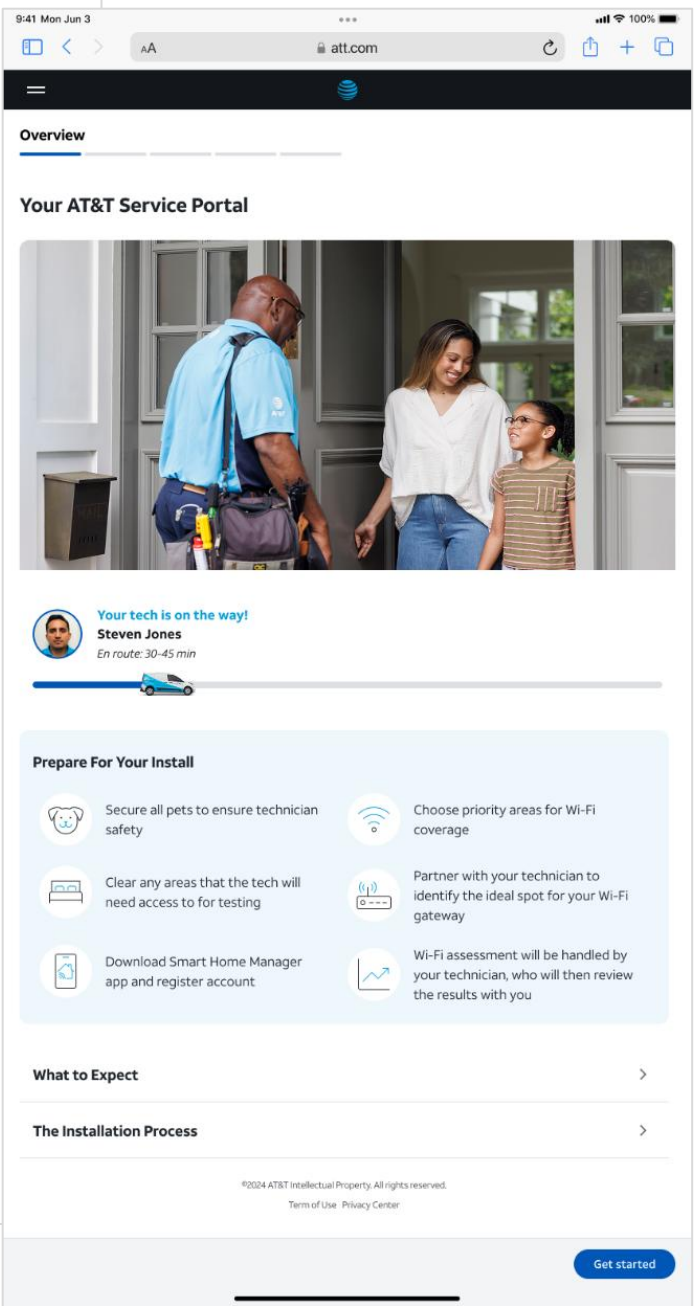 9:41 Mon Jun 3
100%
AA
att.com
Overview
Your AT&T Service Portal
AT&T
Your tech is on the way!
Steven Jones
En route: 30-45 min
Prepare For Your Install
Secure all pets to ensure technician
safety
Choose priority areas for Wi-Fi
coverage
Clear any areas that the tech will
need access to for testing
Partner with your technician to
identify the ideal spot for your Wi-Fi
gateway
Download Smart Home Manager
app and register account
Wi-Fi assessment will be handled by
your technician, who will then review
the results with you
What to Expect
The Installation Process
©2024 AT&T Intellectual Property. All rights reserved.
Term of Use Privacy Center
Get started